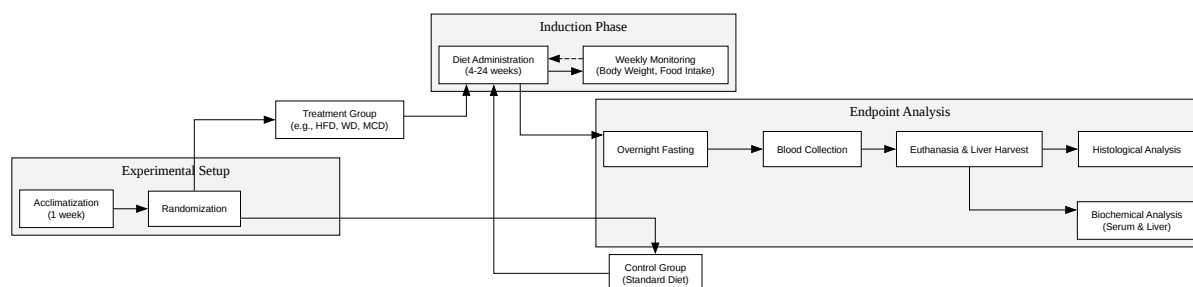 Induction Phase
Diet Administration
(4-24 weeks)
Weekly Monitoring
(Body Weight, Food Intake)
Treatment Group
(e.g., HFD, WD, MCD)
Endpoint Analysis
Overnight Fasting
Blood Collection
Euthanasia & Liver Harvest
Histological Analysis
Experimental Setup
Acclimatization
(1 week)
Randomization
Biochemical Analysis
(Serum & Liver)
Control Group
(Standard Diet)